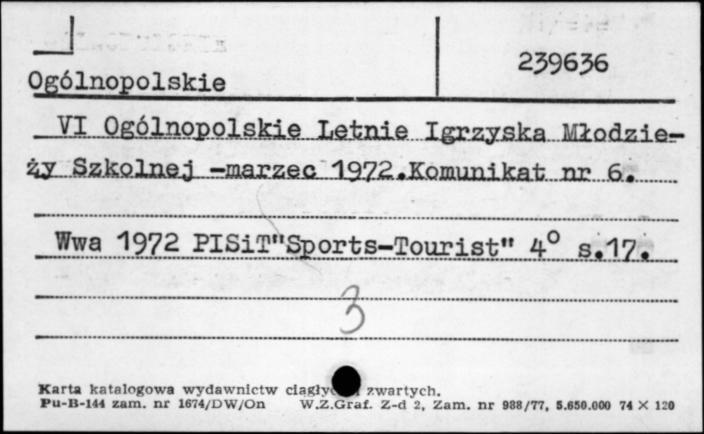 239636
Ogólnopolskie
VI Ogólnopolskie Letnie Igrzyska Młodzie-
ży Szkolnej -marzec 1972.Komunikat nr 6.
Wwa 1972 PISiT"Sports-Tourist" 4° s.17.
3
Karta katalogowa wydawnictw zwartych.
Pu-B-144 zam. nr 1674/DW/On W.Z.Graf. Z-d 2, Zam. nr 988/77, 5.650.000 74 X 120